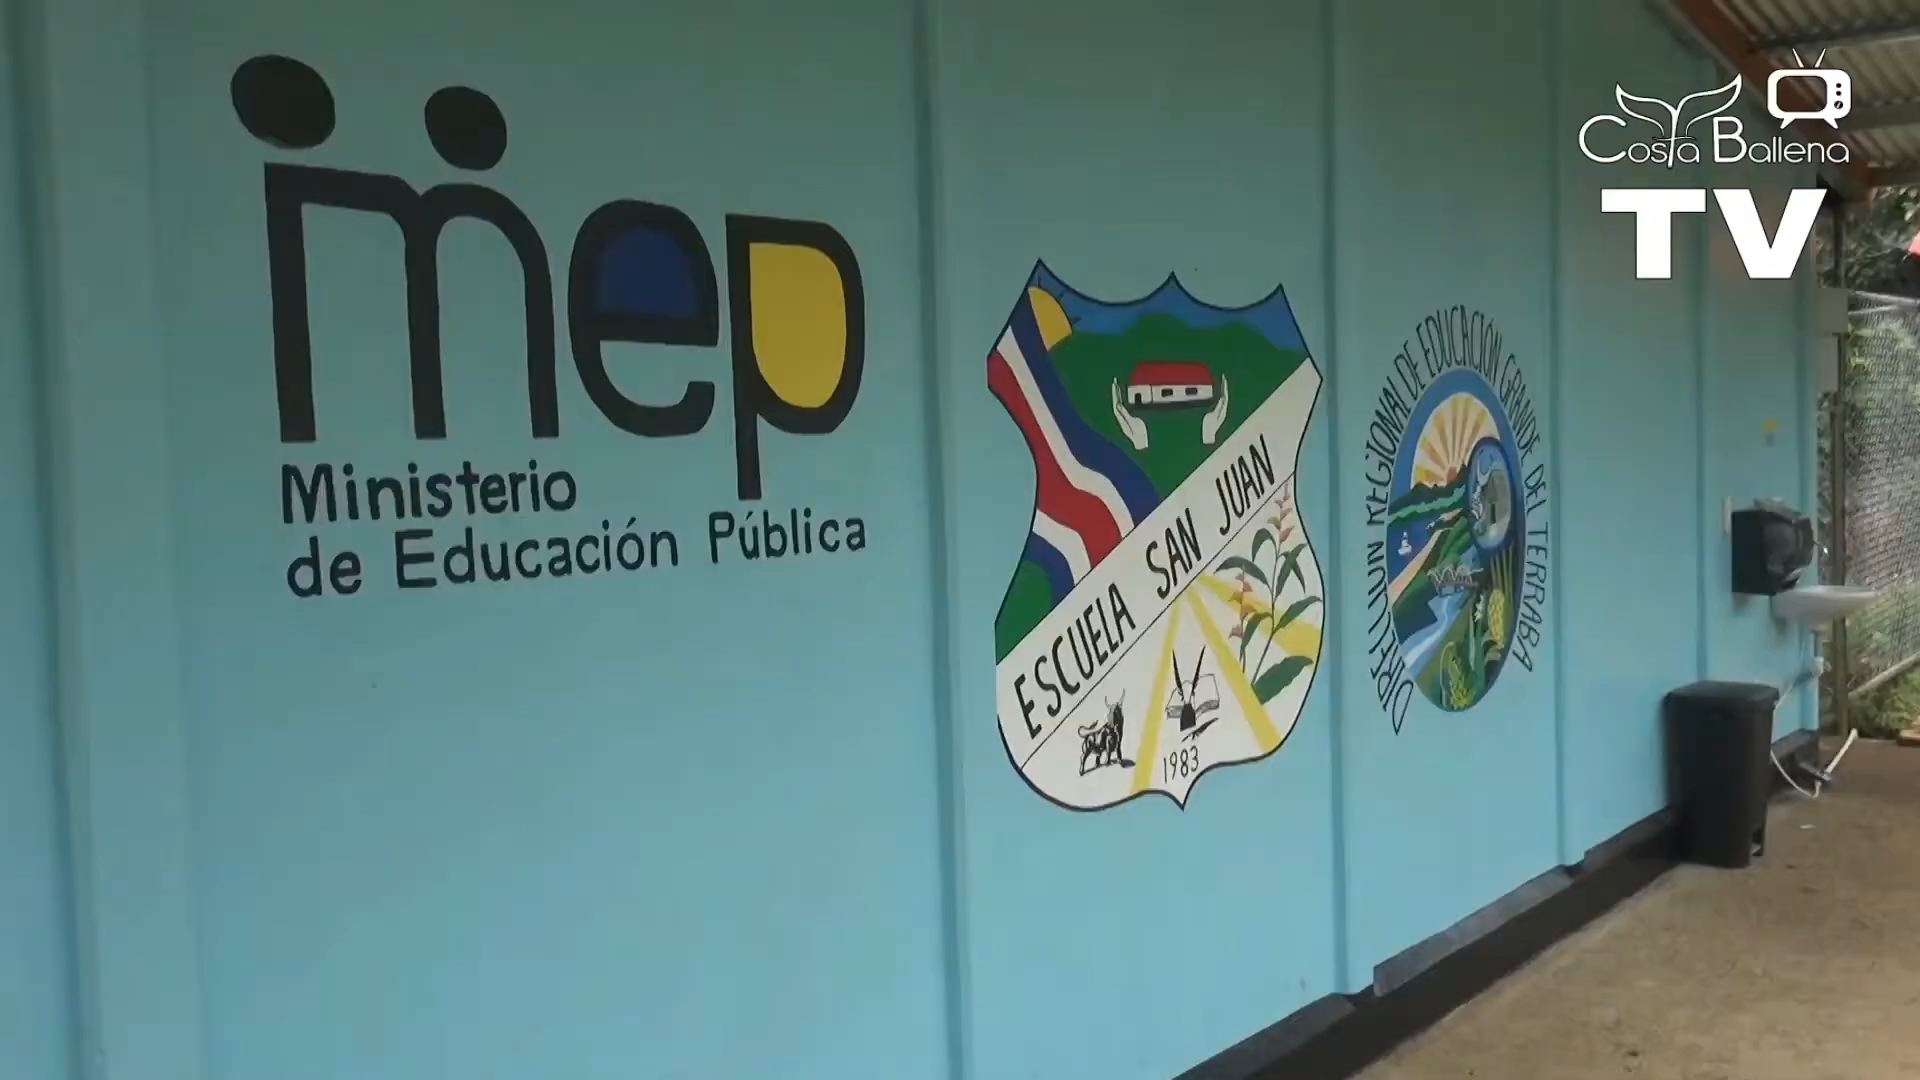 mep
Ministerio
de Educación Pública
ESCUELA SAN JUAN
1983
DIRECCIÓN REGIONAL DE EDUCACIÓN GRANDE DEL TERRABA
Costa Ballena
TV